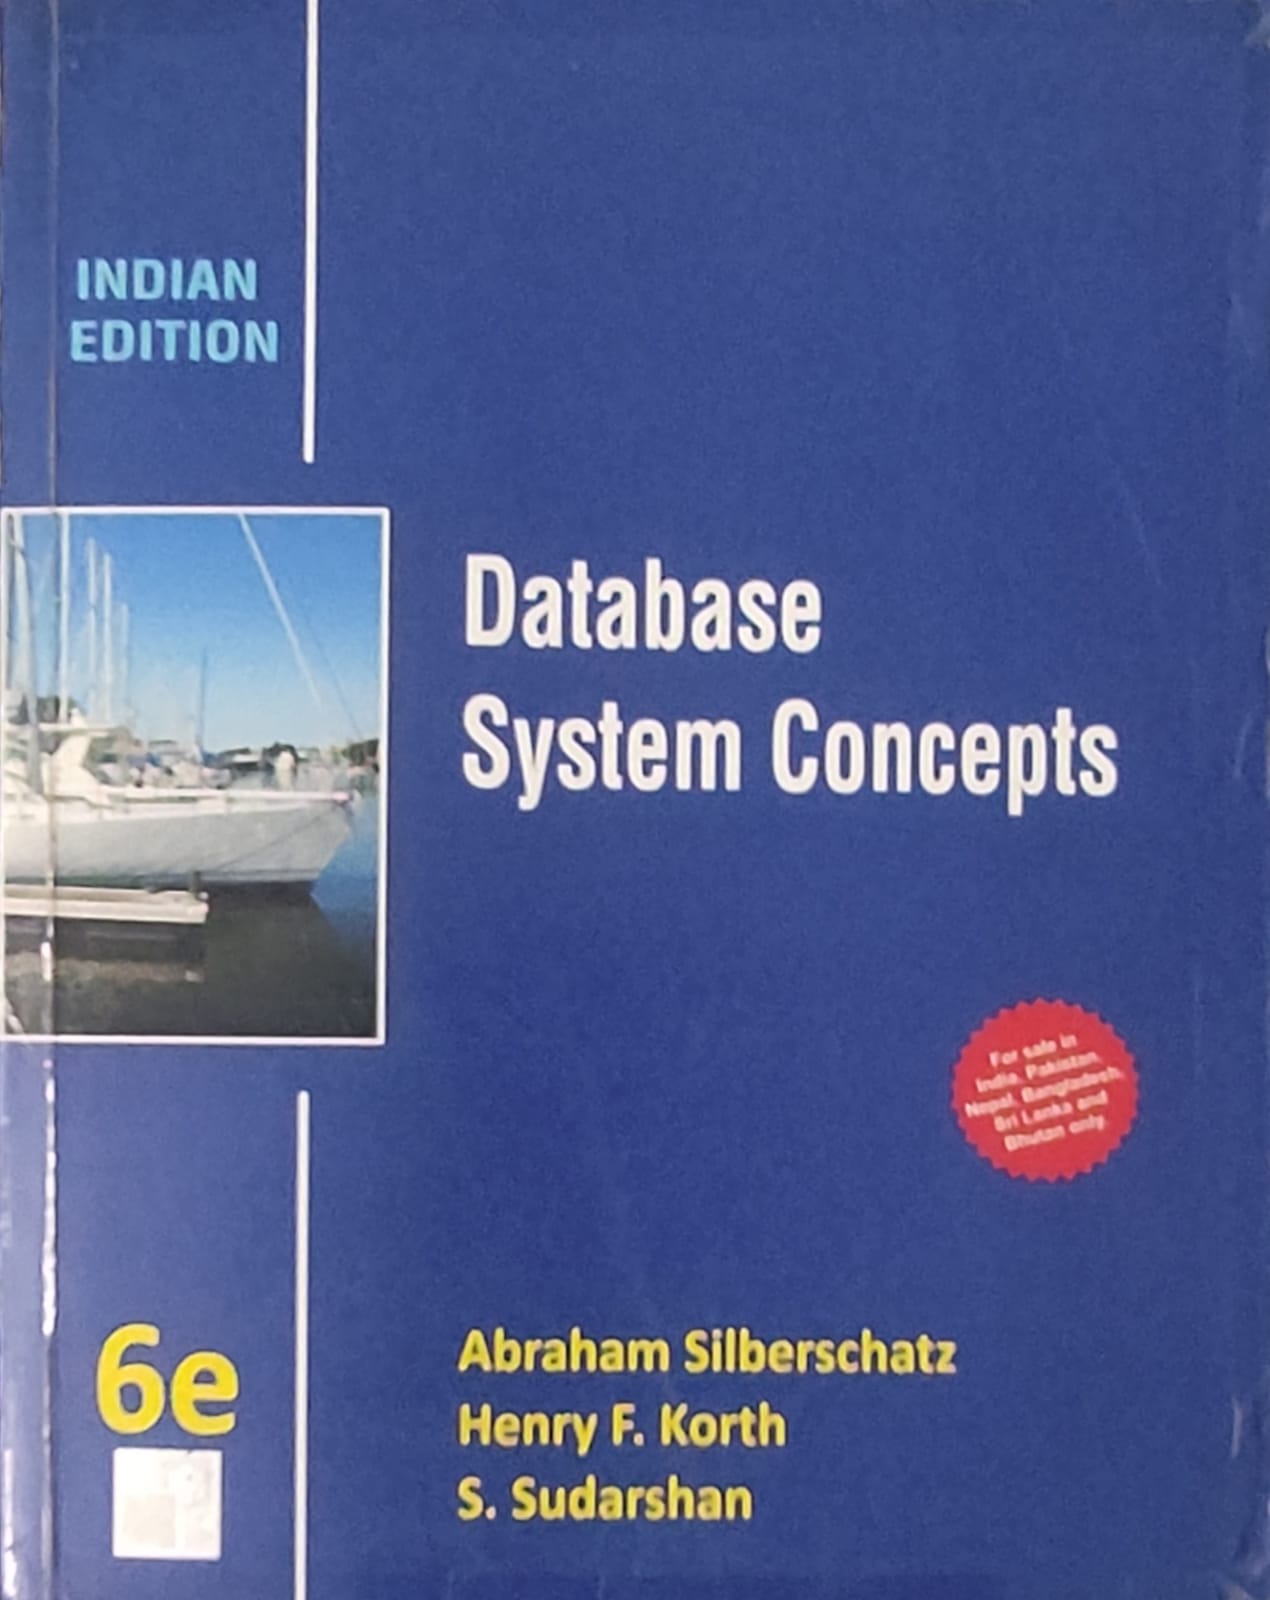 INDIAN
EDITION
Database
System Concepts
For sale in
India, Pakistan,
Nepal, Bangladesh,
Sri Lanka and
Bhutan only.
6e
Abraham Silberschatz
Henry F. Korth
S. Sudarshan